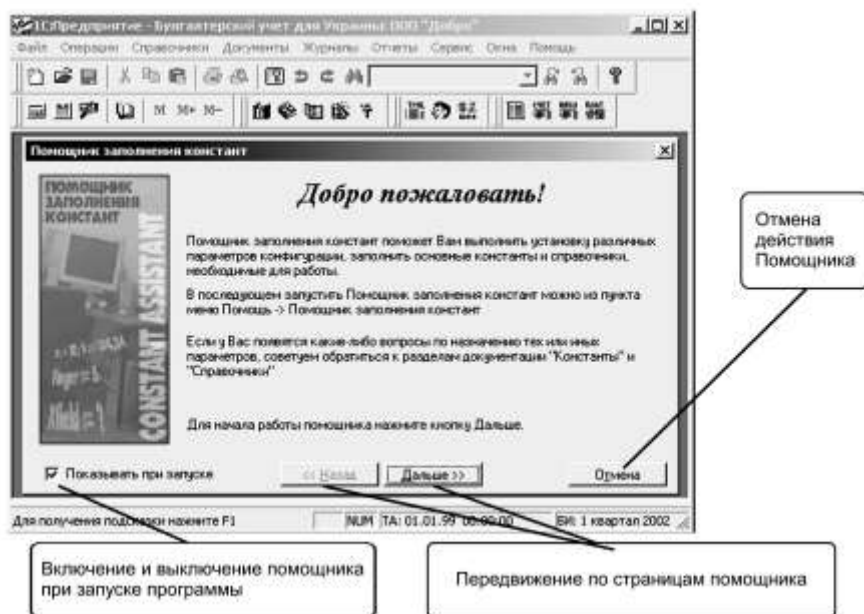 1С:Предприятие - Бухгалтерский учет для Украины: ООО "Добро"
Файл Операции Справочники Документы Журналы Отчеты Сервис Окна Помощь
M M+ M-
Помощник заполнения констант
ПОМОЩНИК
ЗАПОЛНЕНИЯ
КОНСТАНТ
CONSTANT ASSISTANT
Добро пожаловать!
Помощник заполнения констант поможет Вам выполнить установку различных
параметров конфигурации, заполнить основные константы и справочники,
необходимые для работы.
В последующем запустить Помощник заполнения констант можно из пункта
меню Помощь -> Помощник заполнения констант
Если у Вас появятся какие-либо вопросы по назначению тех или иных
параметров, советуем обратиться к разделам документации "Константы" и
"Справочники"
Для начала работы помощника нажмите кнопку Дальше.
Показывать при запуске
<< Назад
Дальше >>
Отмена
Для получения подсказки нажмите F1
NUM
ТА: 01.01.99 00:00:00
БИ: 1 квартал 2002
Отмена
действия
Помощника
Включение и выключение помощника
при запуске программы
Передвижение по страницам помощника